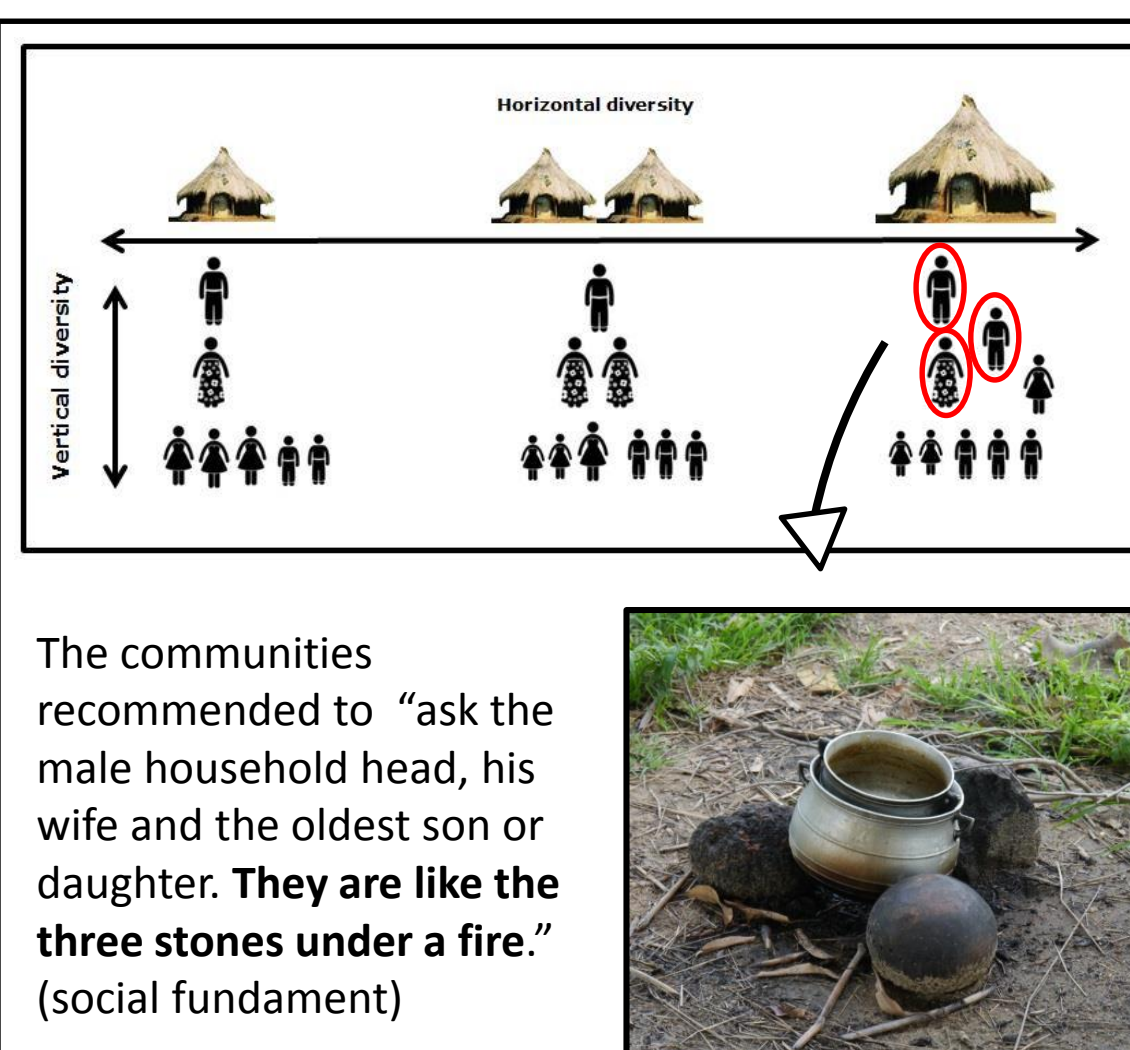 Horizontal diversity
Vertical diversity
The communities
recommended to “ask the
male household head, his
wife and the oldest son or
daughter. They are like the
three stones under a fire.”
(social fundament)